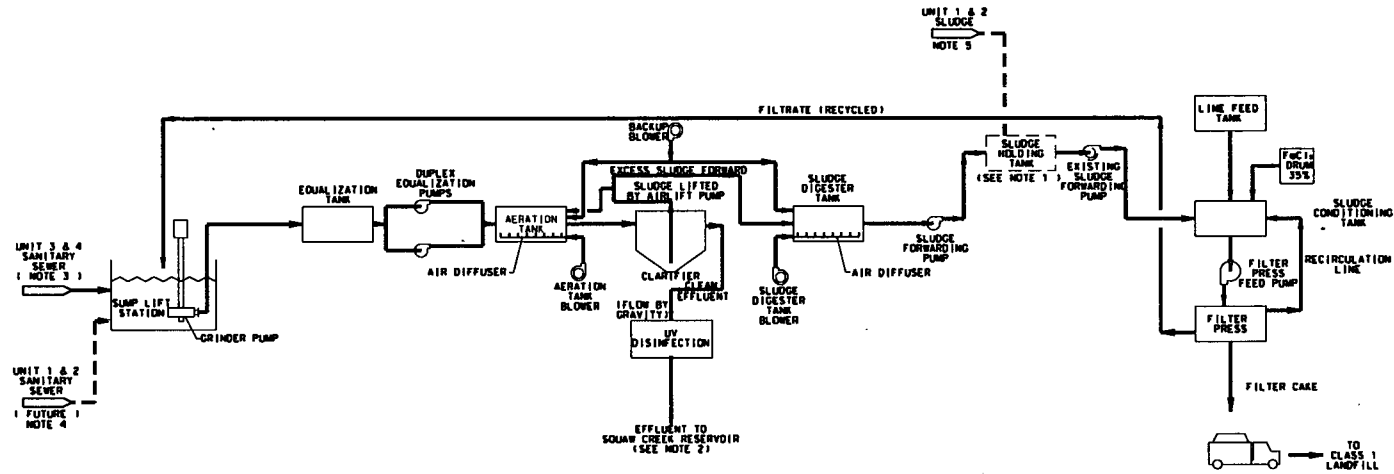 UNIT 1 & 2
SLUDGE
NOTE 5
FILTRATE (RECYCLED)
LIME FEED
TANK
BACKUP
BLOWER
SLUDGE
HOLDING
TANK
(SEE NOTE 1)
EXISTING
SLUDGE
FORWARDING
PUMP
FeCl₃
DRUM
35%
EXCESS SLUDGE FORWARD
SLUDGE LIFTED
BY AIRLIFT PUMP
DUPLEX
EQUALIZATION
PUMPS
EQUALIZATION
TANK
SLUDGE
DIGESTER
TANK
AERATION
TANK
SLUDGE
CONDITIONING
TANK
SLUDGE
FORWARDING
PUMP
AIR DIFFUSER
AIR DIFFUSER
CLARIFIER
CLEAN
EFFLUENT
FILTER
PRESS
FEED PUMP
RECIRCULATION
LINE
UNIT 3 & 4
SANITARY
SEWER
( NOTE 3 )
AERATION
TANK
BLOWER
SLUDGE
DIGESTER
TANK
BLOWER
SUMP LIFT
STATION
(FLOW BY
GRAVITY)
GRINDER PUMP
UV
DISINFECTION
FILTER
PRESS
UNIT 1 & 2
SANITARY
SEWER
( FUTURE )
NOTE 4
FILTER CAKE
EFFLUENT TO
SQUAW CREEK RESERVOIR
(SEE NOTE 2)
TO
CLASS 1
LANDFILL